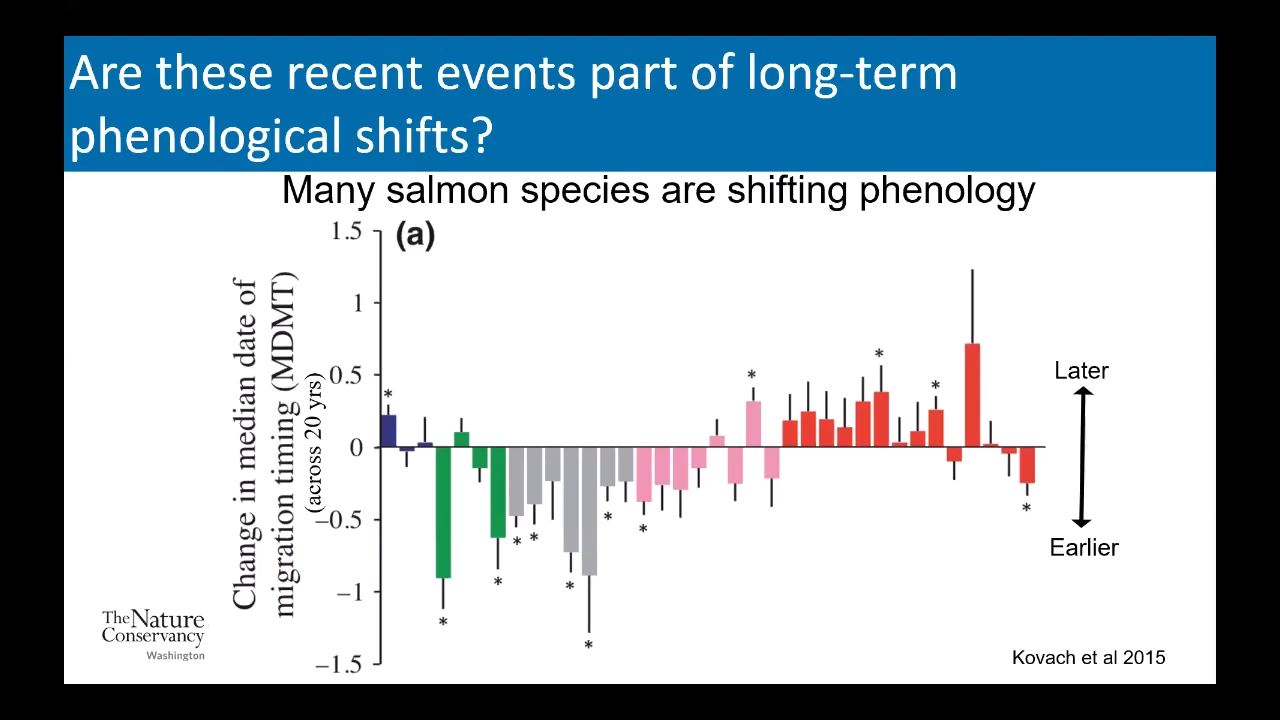 Are these recent events part of long-term
phenological shifts?
Many salmon species are shifting phenology
(a)
Change in median date of
migration timing (MDMT)
(across 20 yrs)
1.5
1
0.5
0
−0.5
−1
−1.5
*
*
*
*
*
*
*
*
*
*
*
*
*
Later
Earlier
The Nature
Conservancy
Washington
Kovach et al 2015